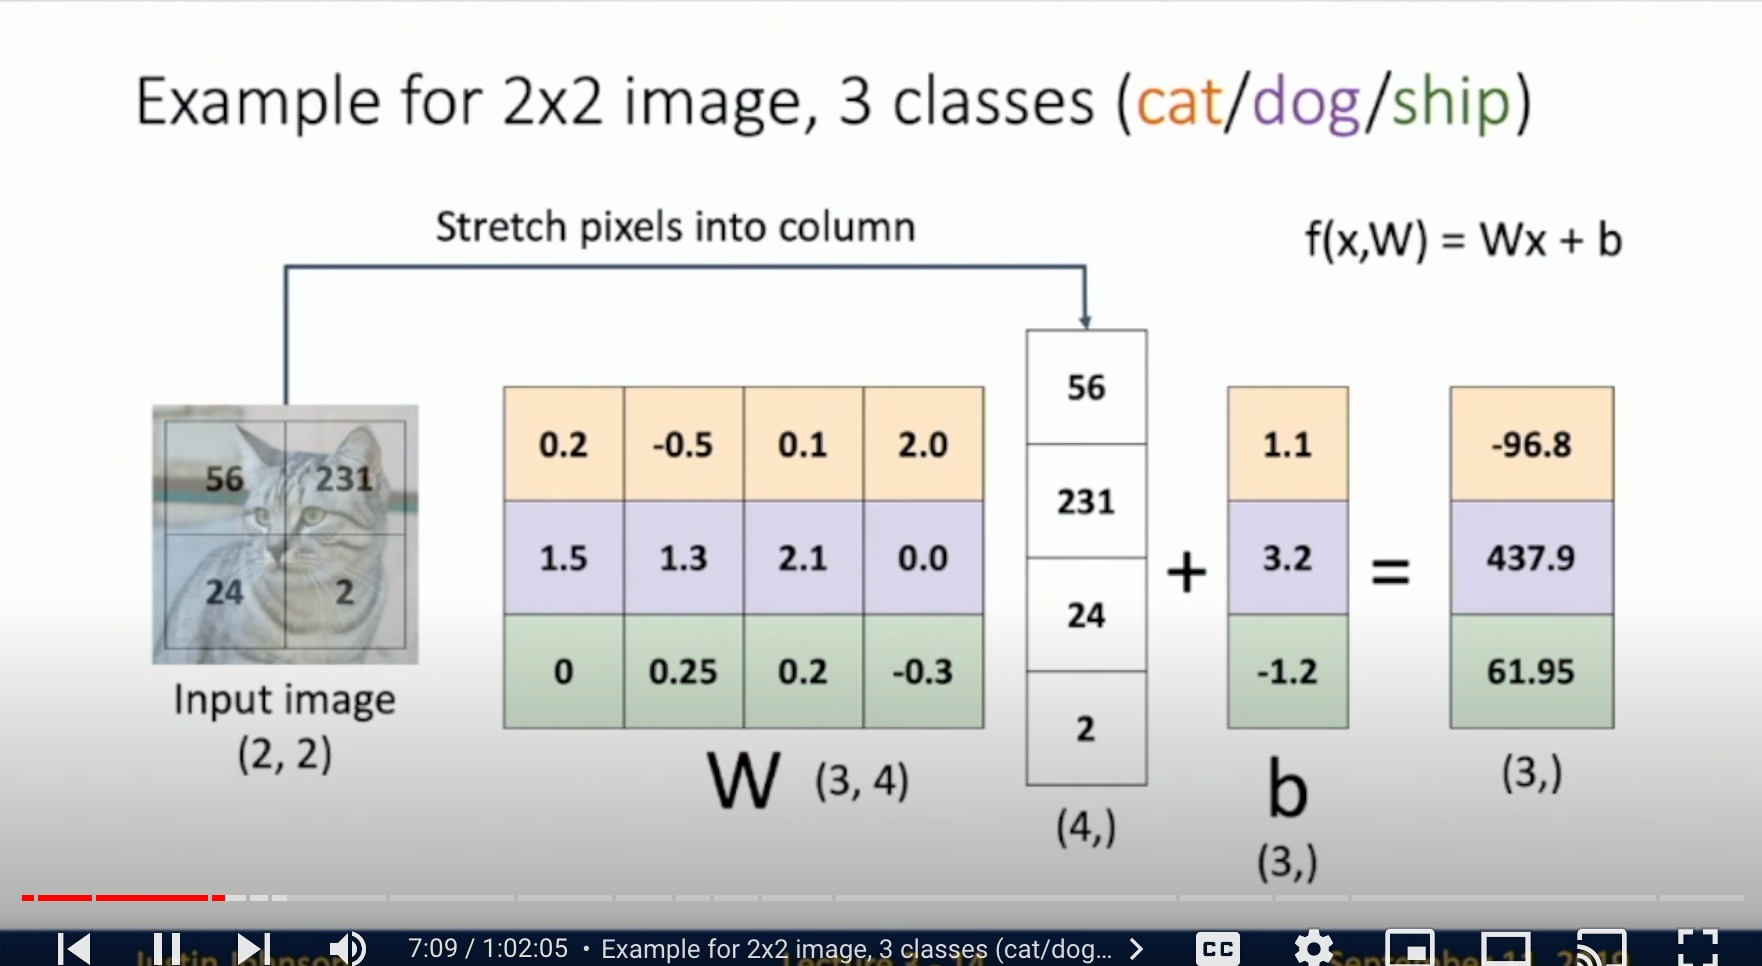 Example for 2x2 image, 3 classes (cat/dog/ship)
Stretch pixels into column
f(x,W) = Wx + b
56 231
24 2
Input image
(2, 2)
0.2 -0.5 0.1 2.0
1.5 1.3 2.1 0.0
0 0.25 0.2 -0.3
W (3, 4)
56
231
24
2
(4,)
+
1.1
3.2
-1.2
b
(3,)
=
-96.8
437.9
61.95
(3,)
7:09 / 1:02:05 • Example for 2x2 image, 3 classes (cat/dog...
CC
Justin Johnson